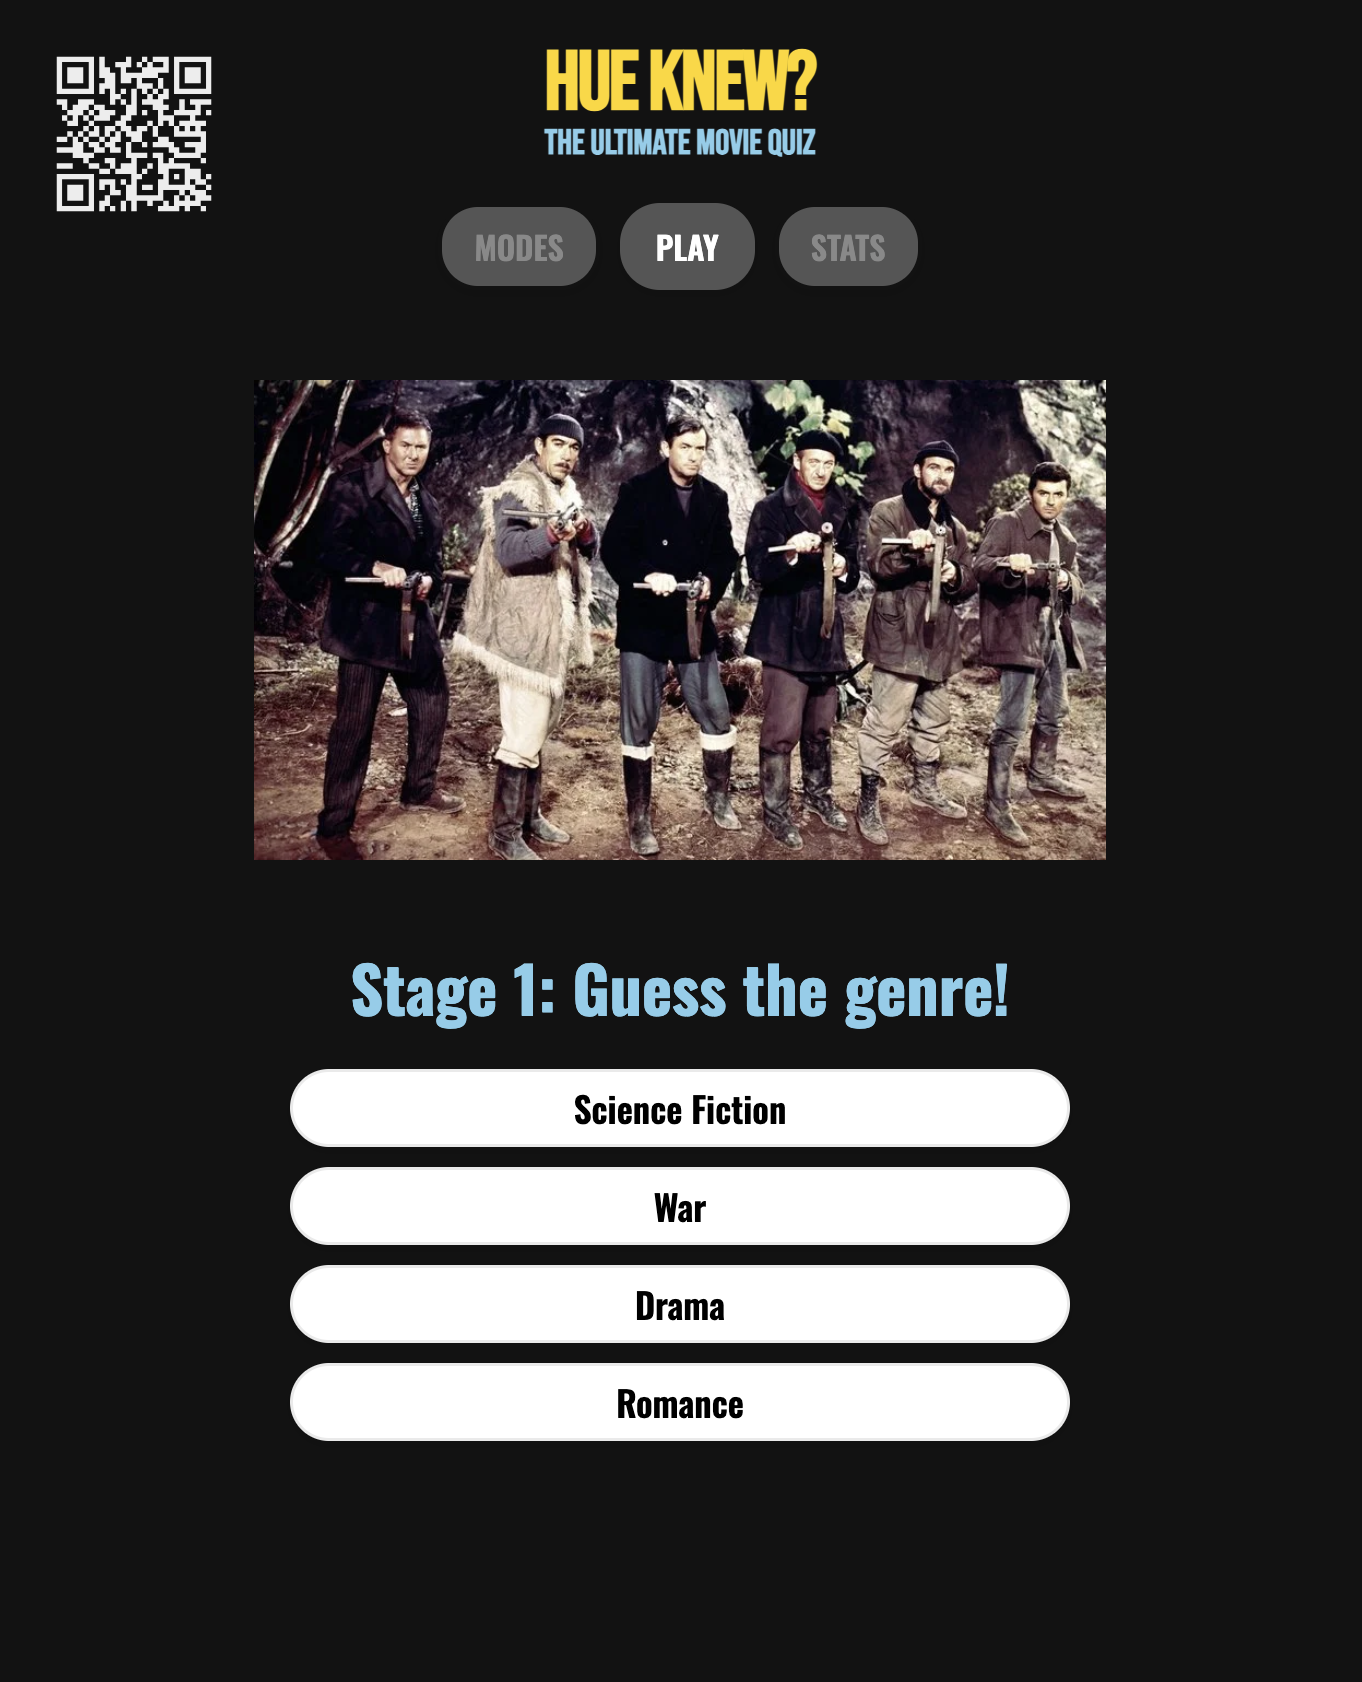 HUE KNEW?
THE ULTIMATE MOVIE QUIZ
MODES
PLAY
STATS
Stage 1: Guess the genre!
Science Fiction
War
Drama
Romance